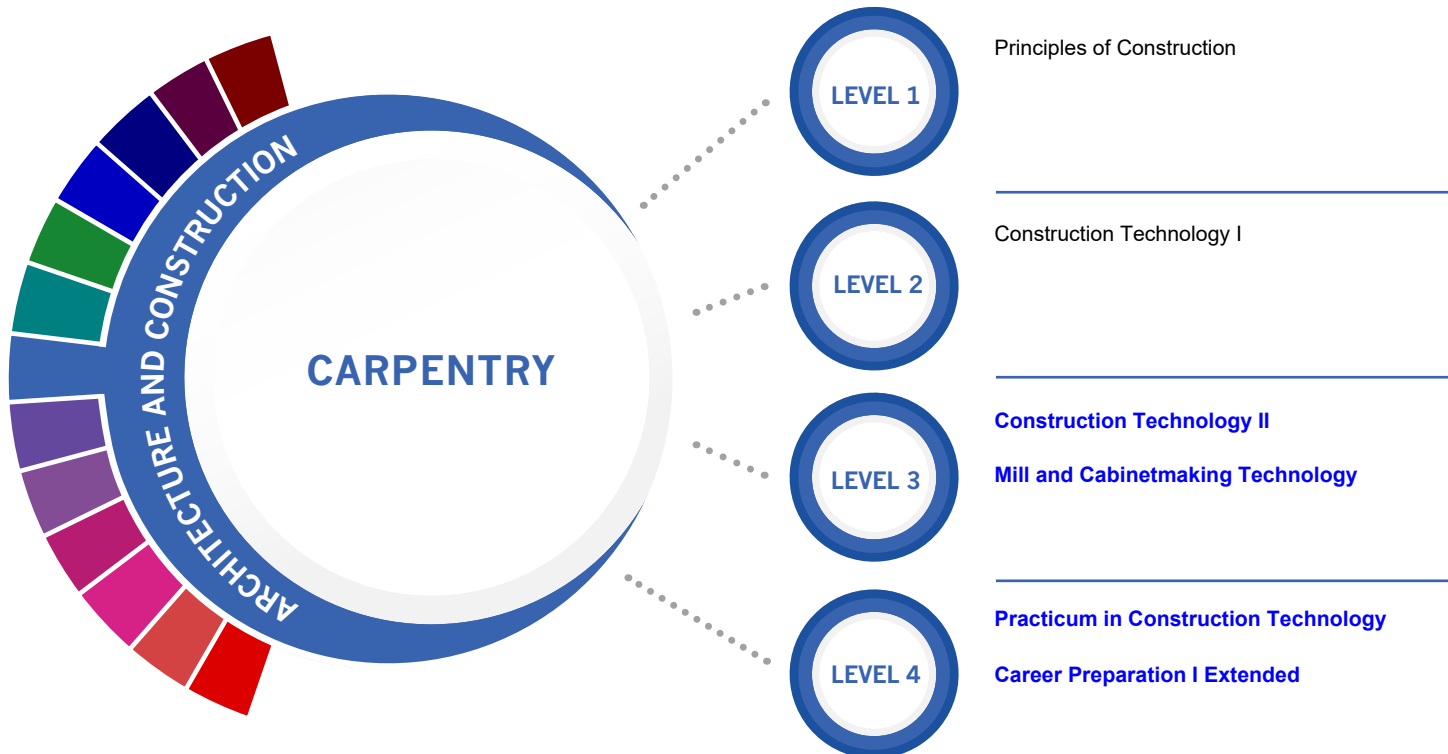 ARCHITECTURE AND CONSTRUCTION
CARPENTRY
LEVEL 1
Principles of Construction
LEVEL 2
Construction Technology I
LEVEL 3
Construction Technology II
Mill and Cabinetmaking Technology
LEVEL 4
Practicum in Construction Technology
Career Preparation I Extended